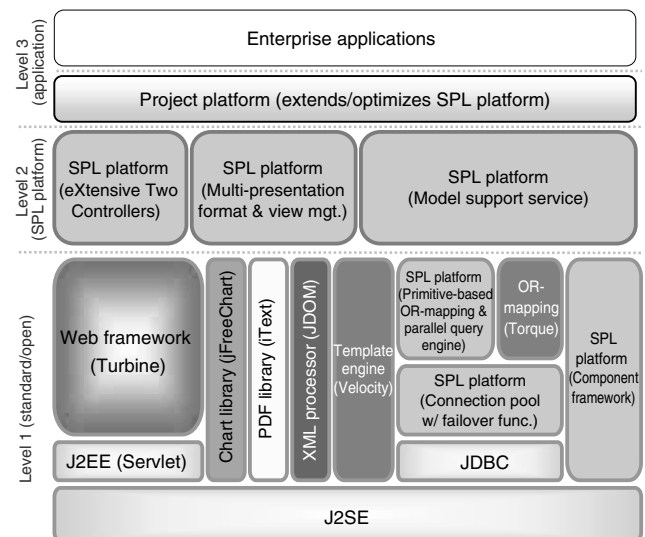 Level 3
(application)
Enterprise applications
Project platform (extends/optimizes SPL platform)
Level 2
(SPL platform)
SPL platform
(eXtensive Two
Controllers)
SPL platform
(Multi-presentation
format & view mgt.)
SPL platform
(Model support service)
Level 1 (standard/open)
Web framework
(Turbine)
J2EE (Servlet)
Chart library (jFreeChart)
PDF library (iText)
XML processor (JDOM)
Template
engine
(Velocity)
SPL platform
(Primitive-based
OR-mapping &
parallel query
engine)
OR-
mapping
(Torque)
SPL platform
(Connection pool
w/ failover func.)
JDBC
SPL
platform
(Component
framework)
J2SE